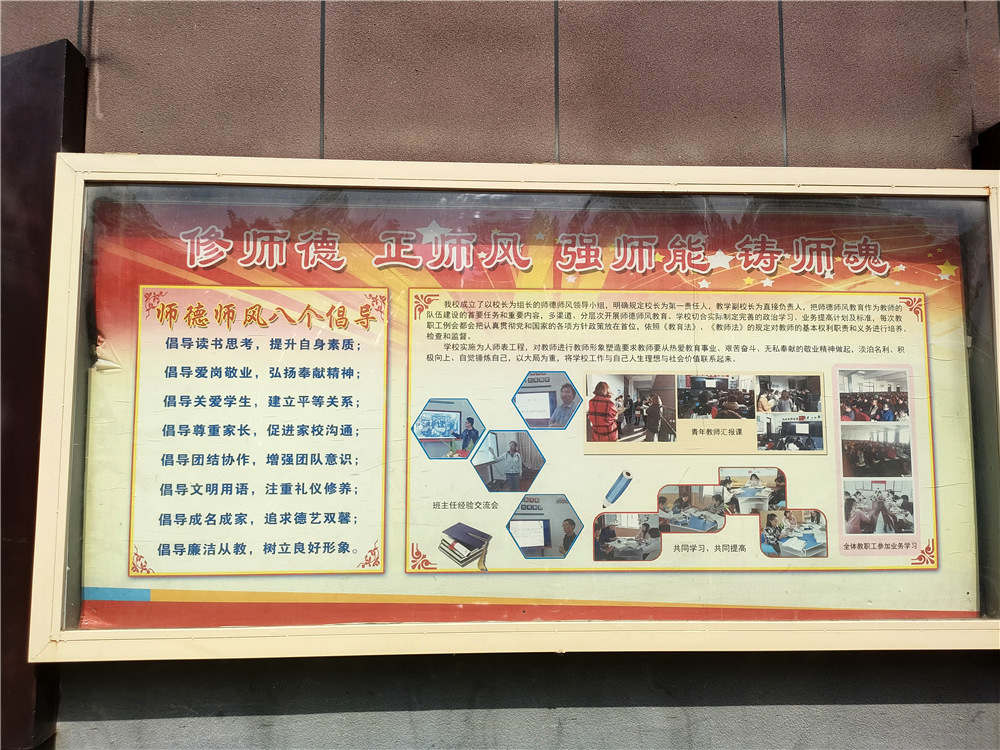 修师德 正师风 强师能 铸师魂
师德师风八个倡导
倡导读书思考，提升自身素质；
倡导爱岗敬业，弘扬奉献精神；
倡导关爱学生，建立平等关系；
倡导尊重家长，促进家校沟通；
倡导团结协作，增强团队意识；
倡导文明用语，注重礼仪修养；
倡导成名成家，追求德艺双馨；
倡导廉洁从教，树立良好形象。
我校成立了以校长为组长的师德师风领导小组，明确规定校长为第一责任人，教学副校长为直接负责人，把师德师风教育作为教师的
队伍建设的首要任务和重要内容，多渠道、分层次开展师德师风教育。学校切合实际制定完善的政治学习、业务提高计划及标准，每次教
职工例会都会把认真贯彻党和国家的各项方针政策放在首位，依照《教育法》、《教师法》的规定对教师的基本权利职责和义务进行培养、
检查和监督。
学校实施为人师表工程，对教师进行教师形象塑造要求教师要从热爱教育事业、艰苦奋斗、无私奉献的敬业精神做起，淡泊名利、积
极向上、自觉锤炼自己，以大局为重，将学校工作与自己人生理想与社会价值联系起来。
青年教师汇报课
班主任经验交流会
共同学习、共同提高
全体教职工参加业务学习